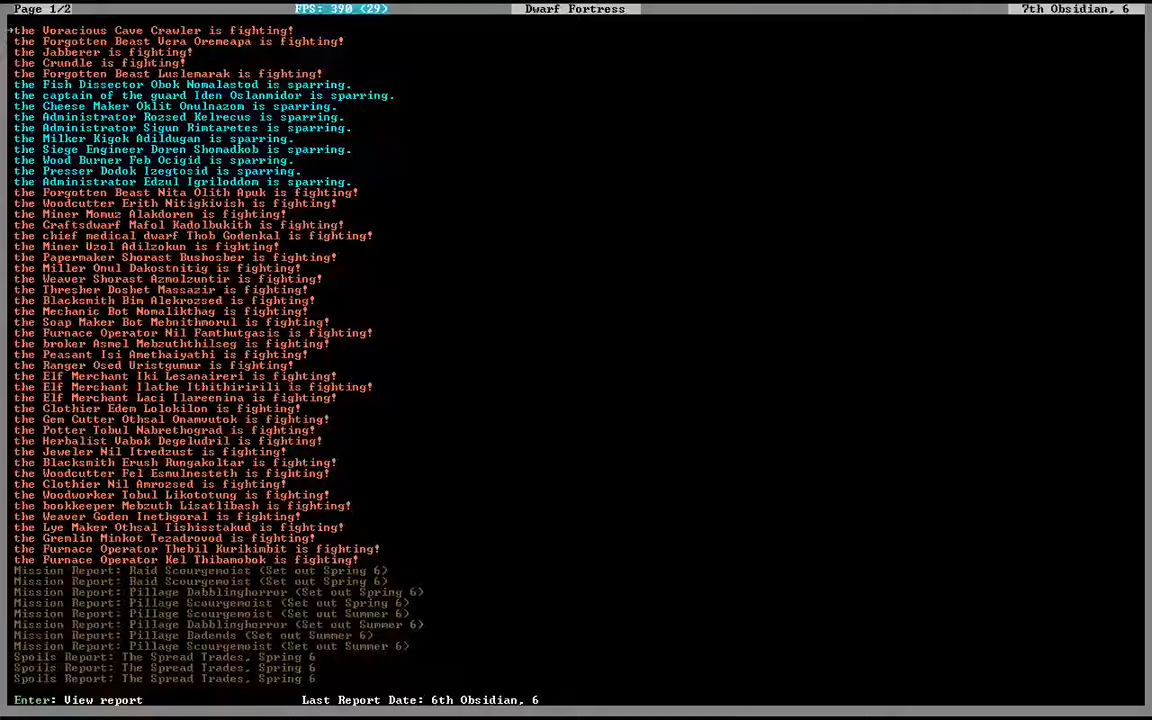 Page 1/2 FPS: 390 (29) Dwarf Fortress 7th Obsidian, 6
the Voracious Cave Crawler is fighting!
the Forgotten Beast Vera Oremeapa is fighting!
the Jabberer is fighting!
the Crundle is fighting!
the Forgotten Beast Luslemarak is fighting!
the Fish Dissector Obok Nomalastod is sparring.
the captain of the guard Iden Oslanmidor is sparring.
the Cheese Maker Oklit Onulnazom is sparring.
the Administrator Rozsed Kelrecus is sparring.
the Administrator Sigun Rimtaretes is sparring.
the Milker Kigok Adildugan is sparring.
the Siege Engineer Doren Shomadkob is sparring.
the Wood Burner Feb Ocigid is sparring.
the Presser Dodok Izegtosid is sparring.
the Administrator Edzul Igriloddom is sparring.
the Forgotten Beast Nita Olith Apuk is fighting!
the Woodcutter Erith Nitigkivish is fighting!
the Miner Momuz Alakdoren is fighting!
the Craftsdwarf Mafol Kadolbukith is fighting!
the chief medical dwarf Thob Godenkal is fighting!
the Miner Uzol Adilzokun is fighting!
the Papermaker Shorast Bushosber is fighting!
the Miller Onul Dakostnitig is fighting!
the Weaver Shorast Azmolzuntir is fighting!
the Thresher Doshet Massazir is fighting!
the Blacksmith Bim Alekrozsed is fighting!
the Mechanic Bot Nomalikthag is fighting!
the Soap Maker Bot Mebnithmorul is fighting!
the Furnace Operator Nil Famthutgasis is fighting!
the broker Asmel Mebzuththilseg is fighting!
the Peasant Isi Amethaiyathi is fighting!
the Ranger Osed Uristgumur is fighting!
the Elf Merchant Iki Lesanaireri is fighting!
the Elf Merchant Ilathe Ithithiririli is fighting!
the Elf Merchant Laci Ilareenina is fighting!
the Clothier Edem Lolokilon is fighting!
the Gem Cutter Othsal Onamvutok is fighting!
the Potter Tobul Nabrethograd is fighting!
the Herbalist Vabok Degeludril is fighting!
the Jeweler Nil Itredzust is fighting!
the Blacksmith Erush Rungakoltar is fighting!
the Woodcutter Fel Esmulnesteth is fighting!
the Clothier Nil Amrozsed is fighting!
the Woodworker Tobul Likototung is fighting!
the bookkeeper Mebzuth Lisatlibash is fighting!
the Weaver Goden Inethgoral is fighting!
the Lye Maker Othsal Tishisstakud is fighting!
the Gremlin Minkot Tezadrovod is fighting!
the Furnace Operator Thebil Kurikimbit is fighting!
the Furnace Operator Kel Thibamobok is fighting!
Mission Report: Raid Scourgemoist (Set out Spring 6)
Mission Report: Raid Scourgemoist (Set out Spring 6)
Mission Report: Pillage Dabblinghorror (Set out Spring 6)
Mission Report: Pillage Scourgemoist (Set out Spring 6)
Mission Report: Pillage Scourgemoist (Set out Summer 6)
Mission Report: Pillage Dabblinghorror (Set out Summer 6)
Mission Report: Pillage Badends (Set out Summer 6)
Mission Report: Pillage Scourgemoist (Set out Summer 6)
Spoils Report: The Spread Trades, Spring 6
Spoils Report: The Spread Trades, Spring 6
Spoils Report: The Spread Trades, Spring 6
Enter: View report Last Report Date: 6th Obsidian, 6